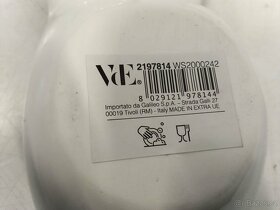 VdE®
2197814 WS2000242
8 029121 978144
Importato da Galileo S.p.A. – Strada Galli 27
00019 Tivoli (RM) - Italy MADE IN EXTRA UE